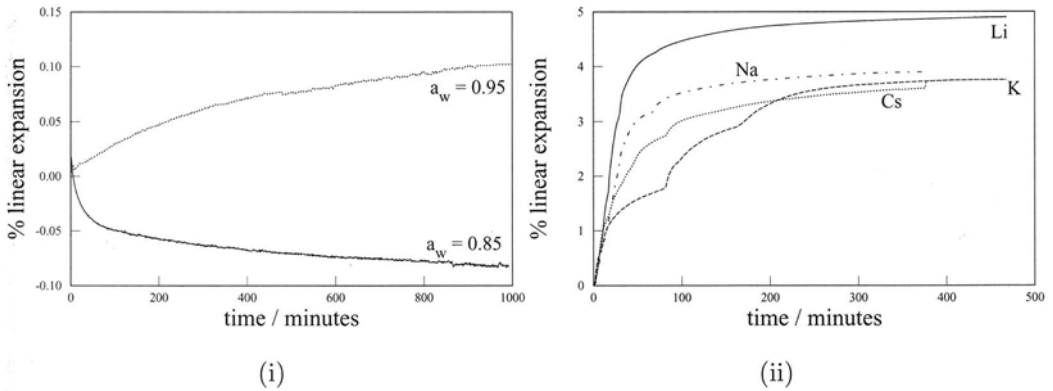 0.15
0.10
0.05
0.00
-0.05
-0.10
% linear expansion
a_w = 0.95
a_w = 0.85
0
200
400
600
800
1000
time / minutes
(i)
5
4
3
2
1
0
% linear expansion
Li
Na
K
Cs
0
100
200
300
400
500
time / minutes
(ii)